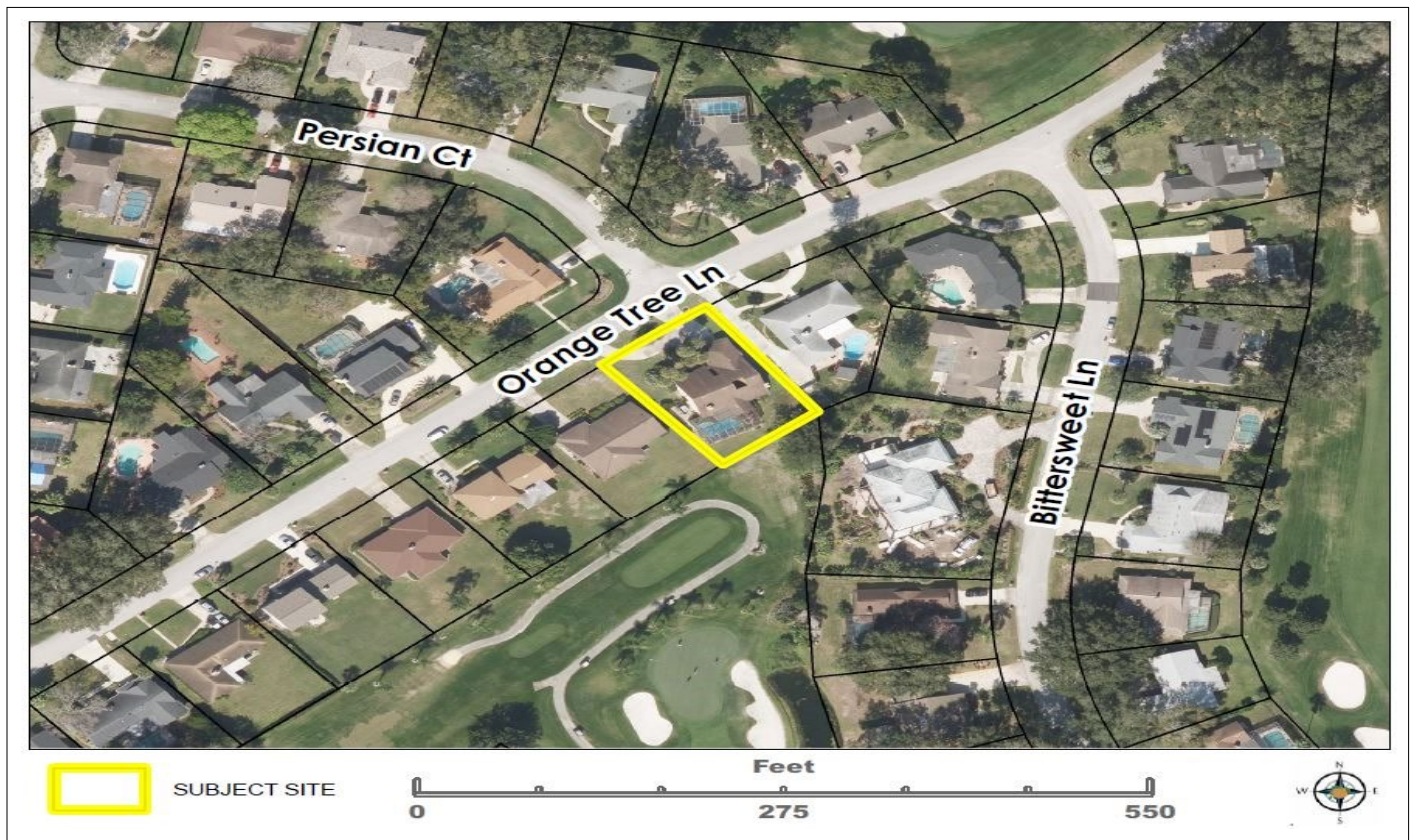 Persian Ct
Orange Tree Ln
Bittersweet Ln
SUBJECT SITE
Feet
0 275 550
N
W E
S